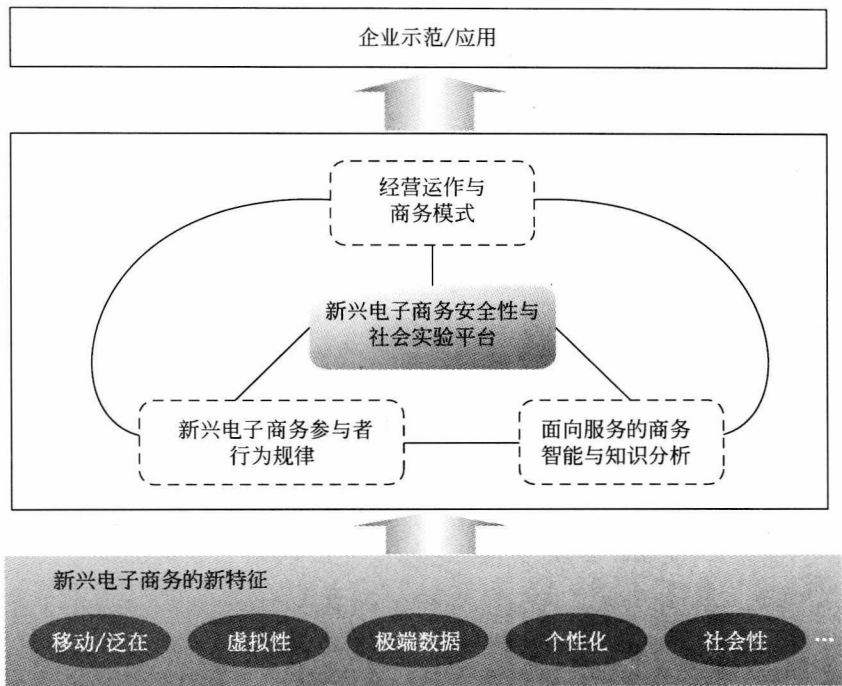 企业示范/应用
经营运作与
商务模式
新兴电子商务安全性与
社会实验平台
新兴电子商务参与者
行为规律
面向服务的商务
智能与知识分析
新兴电子商务的新特征
移动/泛在
虚拟性
极端数据
个性化
社会性
…